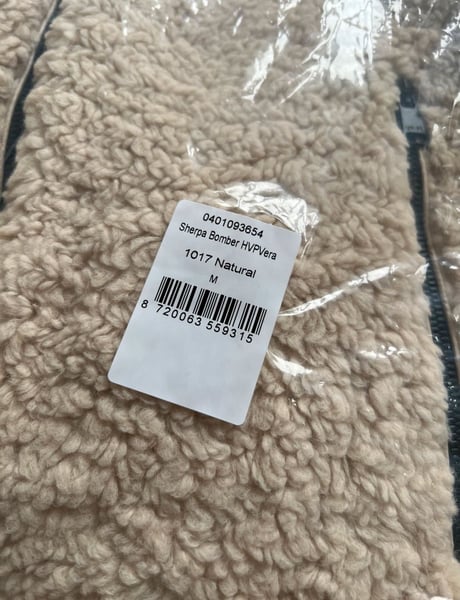 0401093654
Sherpa Bomber HVPVera
1017 Natural
M
8 720063 559315